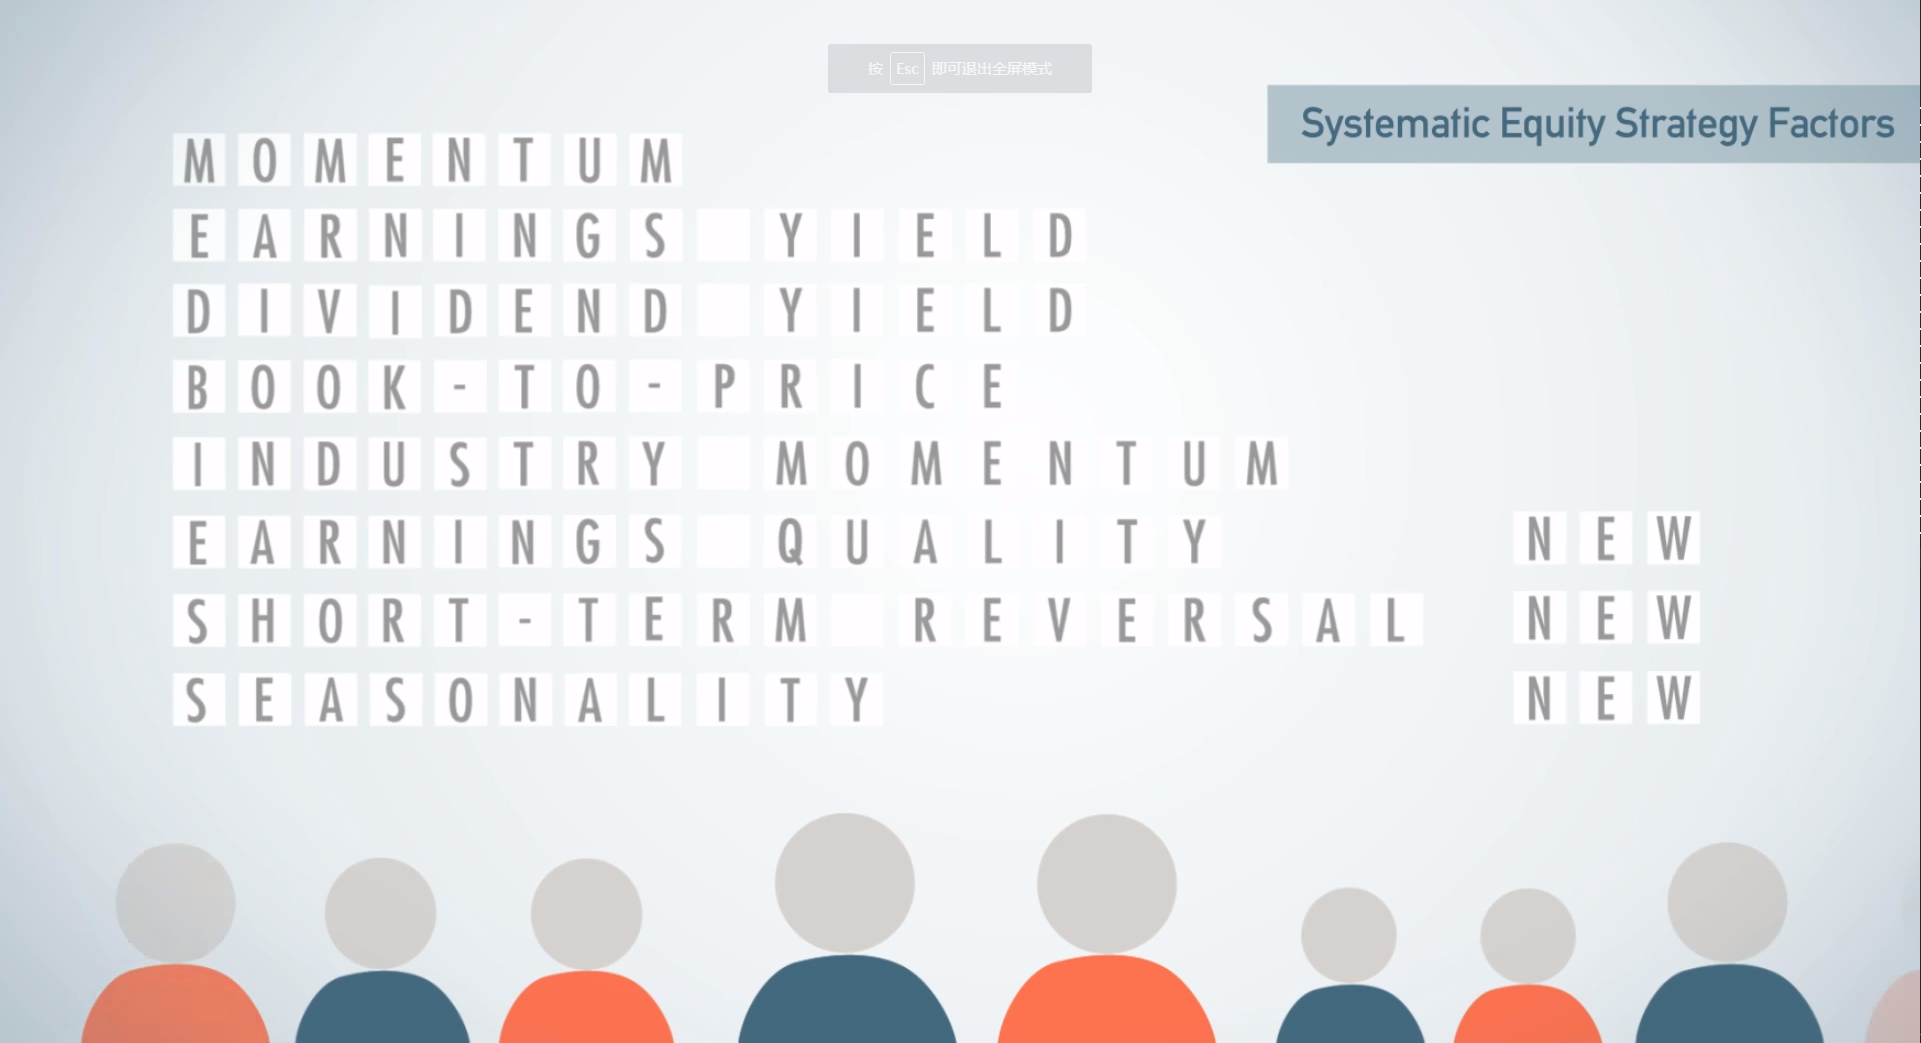 按 Esc 即可退出全屏模式
Systematic Equity Strategy Factors
MOMENTUM
EARNINGS YIELD
DIVIDEND YIELD
BOOK-TO-PRICE
INDUSTRY MOMENTUM
EARNINGS QUALITY NEW
SHORT-TERM REVERSAL NEW
SEASONALITY NEW